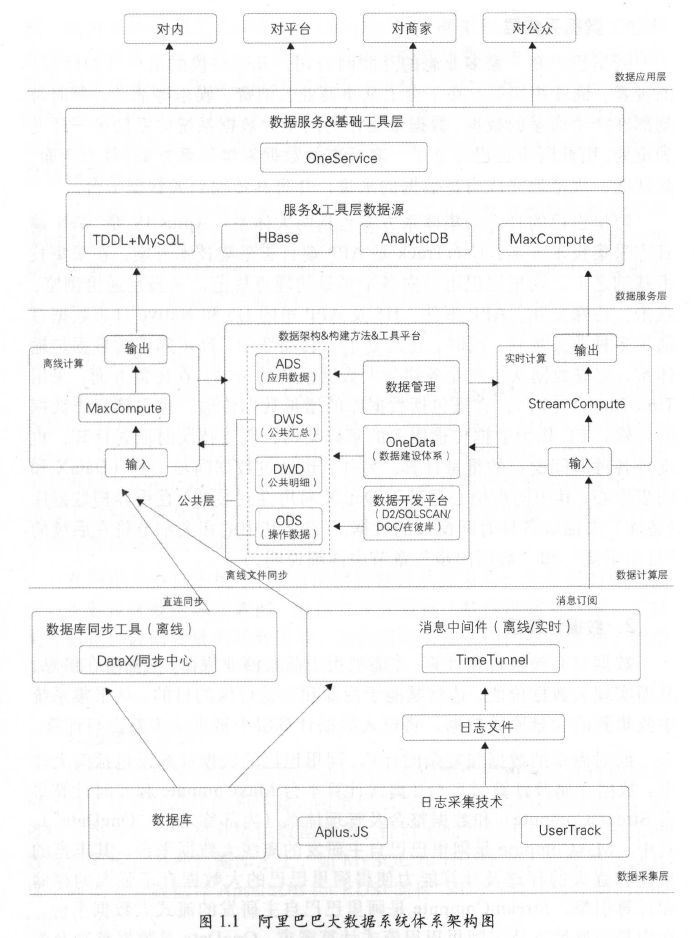 对内
对平台
对商家
对公众
数据应用层
数据服务&基础工具层
OneService
服务&工具层数据源
TDDL+MySQL
HBase
AnalyticDB
MaxCompute
数据服务层
离线计算
输出
MaxCompute
输入
数据架构&构建方法&工具平台
ADS
(应用数据)
DWS
(公共汇总)
DWD
(公共明细)
ODS
(操作数据)
公共层
数据管理
OneData
(数据建设体系)
数据开发平台
(D2/SQLSCAN/
DQC/在彼岸)
实时计算
输出
StreamCompute
输入
离线文件同步
数据计算层
直连同步
消息订阅
数据库同步工具(离线)
DataX/同步中心
消息中间件(离线/实时)
TimeTunnel
日志文件
数据库
日志采集技术
Aplus.JS
UserTrack
数据采集层
图 1.1 阿里巴巴大数据系统体系架构图